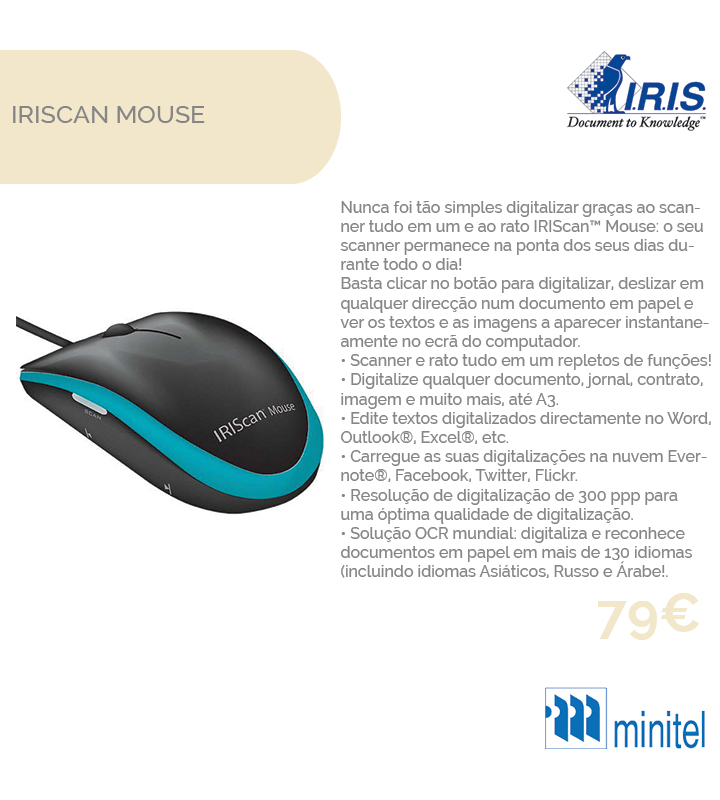 IRISCAN MOUSE
I.R.I.S.
Document to Knowledge™
Nunca foi tão simples digitalizar graças ao scan-
ner tudo em um e ao rato IRIScan™ Mouse: o seu
scanner permanece na ponta dos seus dias du-
rante todo o dia!
Basta clicar no botão para digitalizar, deslizar em
qualquer direcção num documento em papel e
ver os textos e as imagens a aparecer instantane-
amente no ecrã do computador.
• Scanner e rato tudo em um repletos de funções!
• Digitalize qualquer documento, jornal, contrato,
imagem e muito mais, até A3.
• Edite textos digitalizados directamente no Word,
Outlook®, Excel®, etc.
• Carregue as suas digitalizações na nuvem Ever-
note®, Facebook, Twitter, Flickr.
• Resolução de digitalização de 300 ppp para
uma óptima qualidade de digitalização.
• Solução OCR mundial: digitaliza e reconhece
documentos em papel em mais de 130 idiomas
(incluindo idiomas Asiáticos, Russo e Árabe!.
SCAN
IRIScan Mouse
79€
minitel